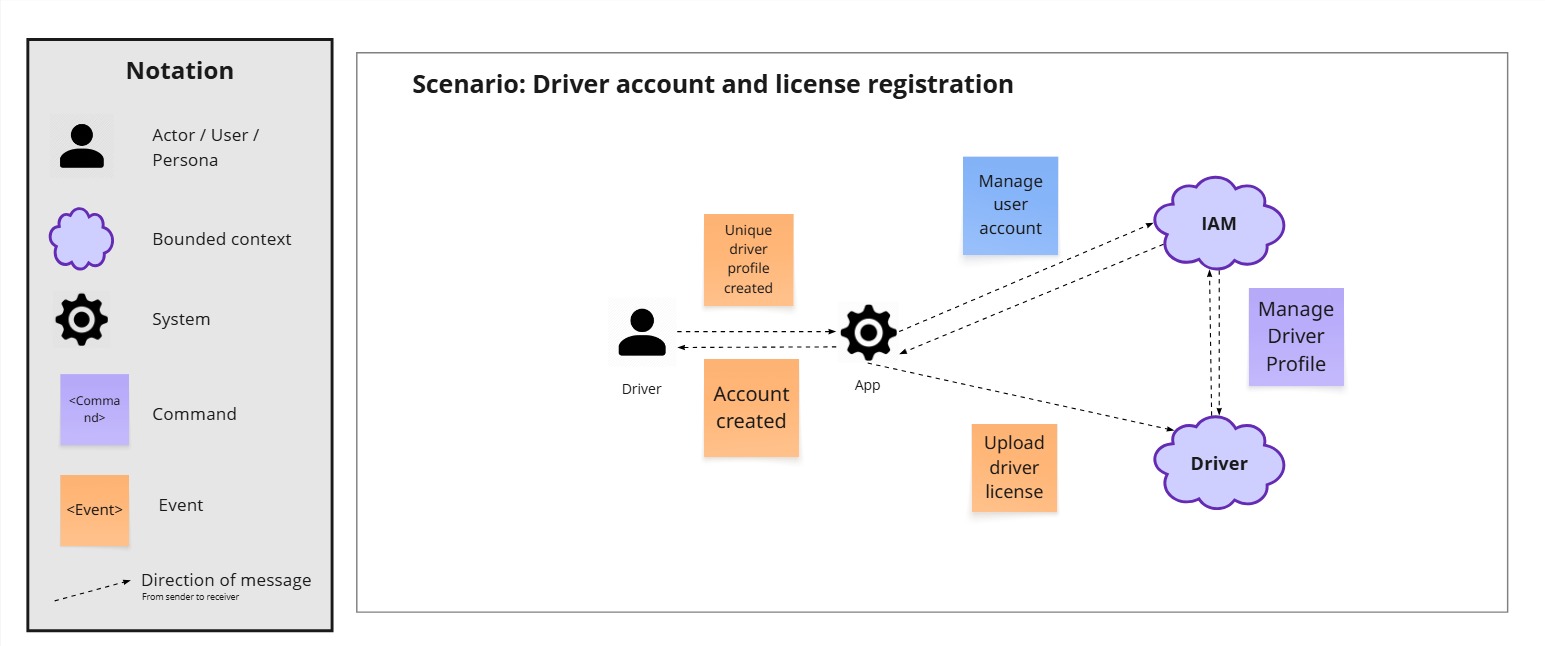 Notation
Actor / User /
Persona
Bounded context
System
<Comma
nd>
Command
<Event>
Event
Direction of message
From sender to receiver
Scenario: Driver account and license registration
Manage
user
account
IAM
Unique
driver
profile
created
Manage
Driver
Profile
Driver
App
Account
created
Upload
driver
license
Driver